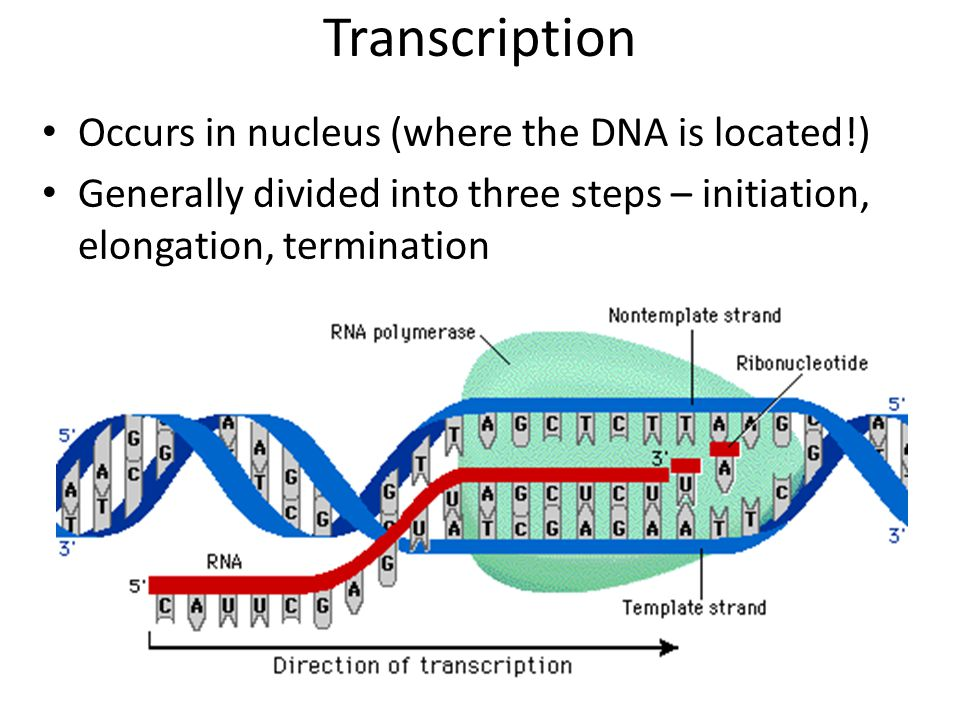 Transcription
• Occurs in nucleus (where the DNA is located!)
• Generally divided into three steps – initiation,
elongation, termination
Nontemplate strand
RNA polymerase
Ribonucleotide
5' 5'
T A G C T C T T A A G
3'
A
5'
3' 3'
U A G C U C U U
A T C G A G A A T T C
RNA
5'
C A U U C G A G
Template strand
Direction of transcription